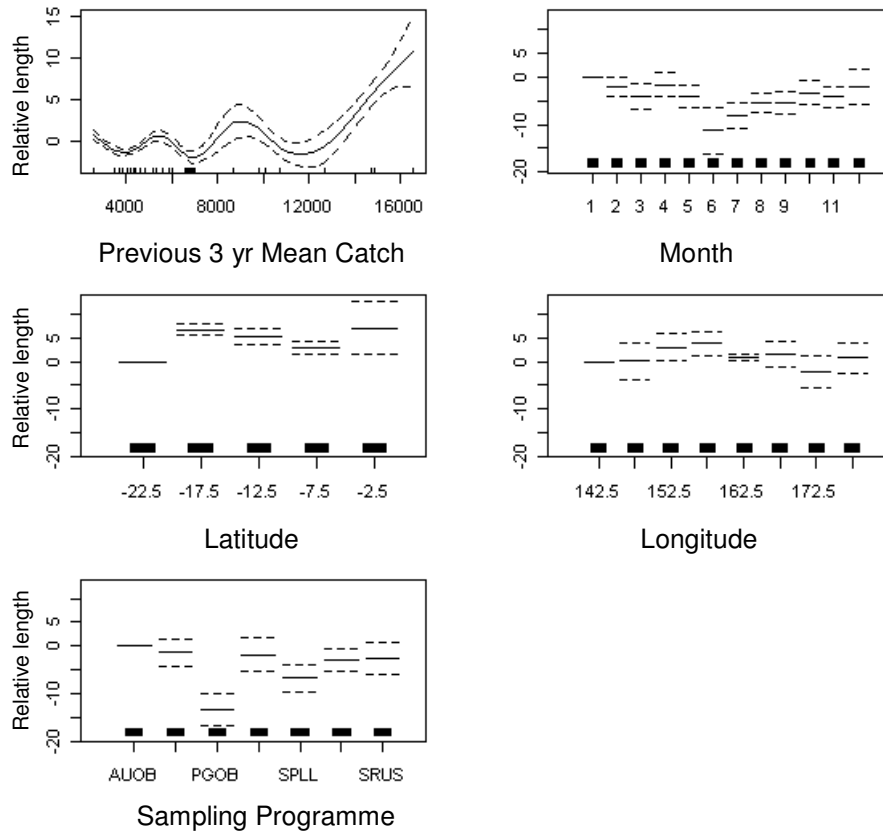 Relative length
15
10
5
0
4000 8000 12000 16000
Previous 3 yr Mean Catch
5
0
-10
-20
1 2 3 4 5 6 7 8 9 11
Month
Relative length
5
0
-10
-20
-22.5 -17.5 -12.5 -7.5 -2.5
Latitude
5
0
-10
-20
142.5 152.5 162.5 172.5
Longitude
Relative length
5
0
-10
-20
AUOB PGOB SPLL SRUS
Sampling Programme